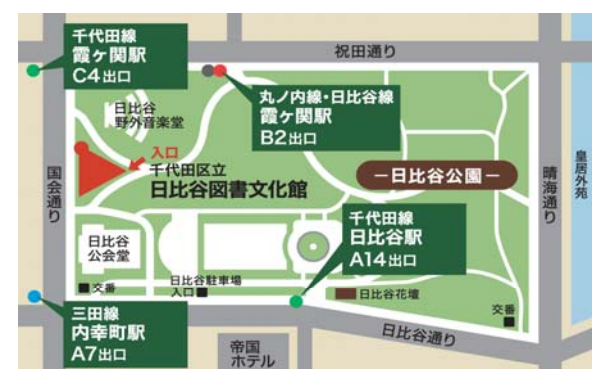 千代田線
霞ヶ関駅
C4出口
祝田通り
丸ノ内線・日比谷線
霞ヶ関駅
B2出口
日比谷
野外音楽堂
入口
千代田区立
日比谷図書文化館
ー日比谷公園ー
国会通り
晴海通り
皇居外苑
千代田線
日比谷駅
A14出口
日比谷
公会堂
交番
日比谷駐車場
入口
日比谷花壇
交番
三田線
内幸町駅
A7出口
帝国
ホテル
日比谷通り